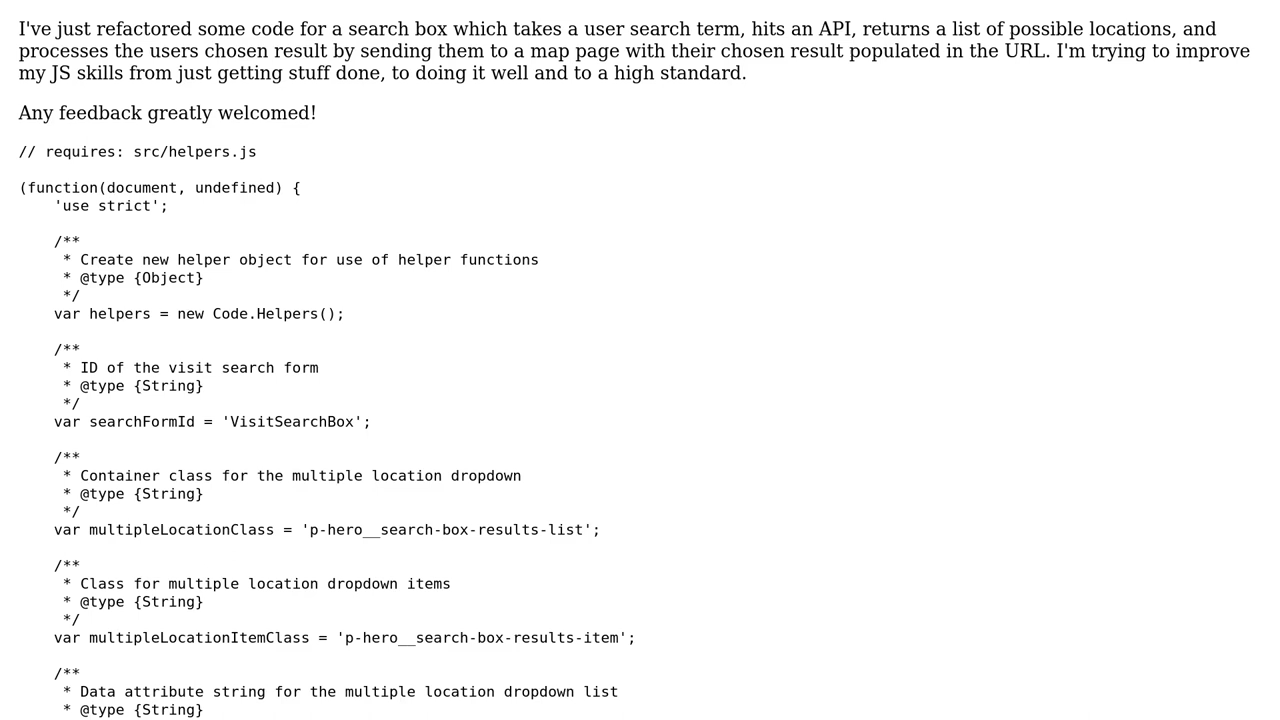 I've just refactored some code for a search box which takes a user search term, hits an API, returns a list of possible locations, and
processes the users chosen result by sending them to a map page with their chosen result populated in the URL. I'm trying to improve
my JS skills from just getting stuff done, to doing it well and to a high standard.
Any feedback greatly welcomed!
// requires: src/helpers.js
(function(document, undefined) {
    'use strict';
    /**
     * Create new helper object for use of helper functions
     * @type {Object}
     */
    var helpers = new Code.Helpers();
    /**
     * ID of the visit search form
     * @type {String}
     */
    var searchFormId = 'VisitSearchBox';
    /**
     * Container class for the multiple location dropdown
     * @type {String}
     */
    var multipleLocationClass = 'p-hero__search-box-results-list';
    /**
     * Class for multiple location dropdown items
     * @type {String}
     */
    var multipleLocationItemClass = 'p-hero__search-box-results-item';
    /**
     * Data attribute string for the multiple location dropdown list
     * @type {String}